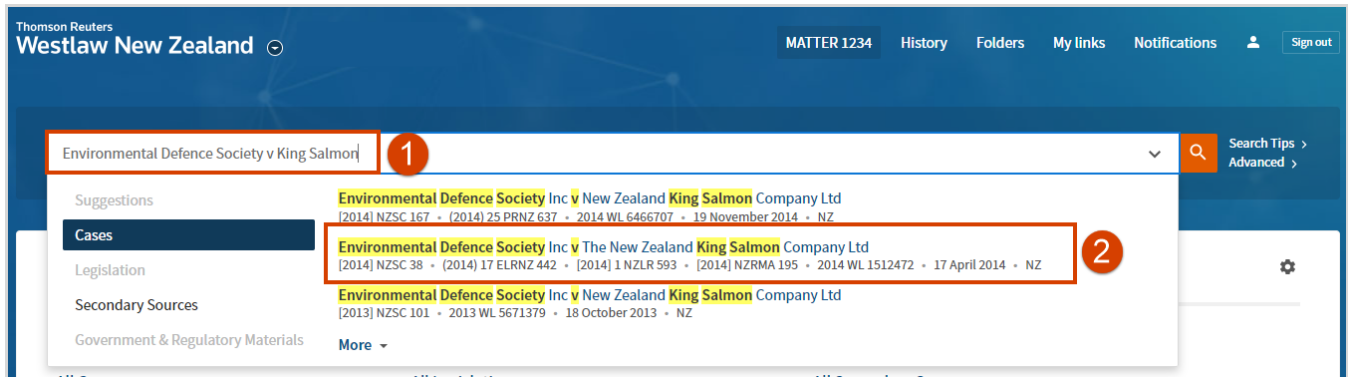 Thomson Reuters
Westlaw New Zealand
MATTER 1234 History Folders My links Notifications Sign out
Environmental Defence Society v King Salmon
1
Search Tips >
Advanced >
Suggestions
Cases
Legislation
Secondary Sources
Government & Regulatory Materials
Environmental Defence Society Inc v New Zealand King Salmon Company Ltd
[2014] NZSC 167 • (2014) 25 PRNZ 637 • 2014 WL 6466707 • 19 November 2014 • NZ
Environmental Defence Society Inc v The New Zealand King Salmon Company Ltd
[2014] NZSC 38 • (2014) 17 ELRNZ 442 • [2014] 1 NZLR 593 • [2014] NZRMA 195 • 2014 WL 1512472 • 17 April 2014 • NZ
2
Environmental Defence Society Inc v New Zealand King Salmon Company Ltd
[2013] NZSC 101 • 2013 WL 5671379 • 18 October 2013 • NZ
More